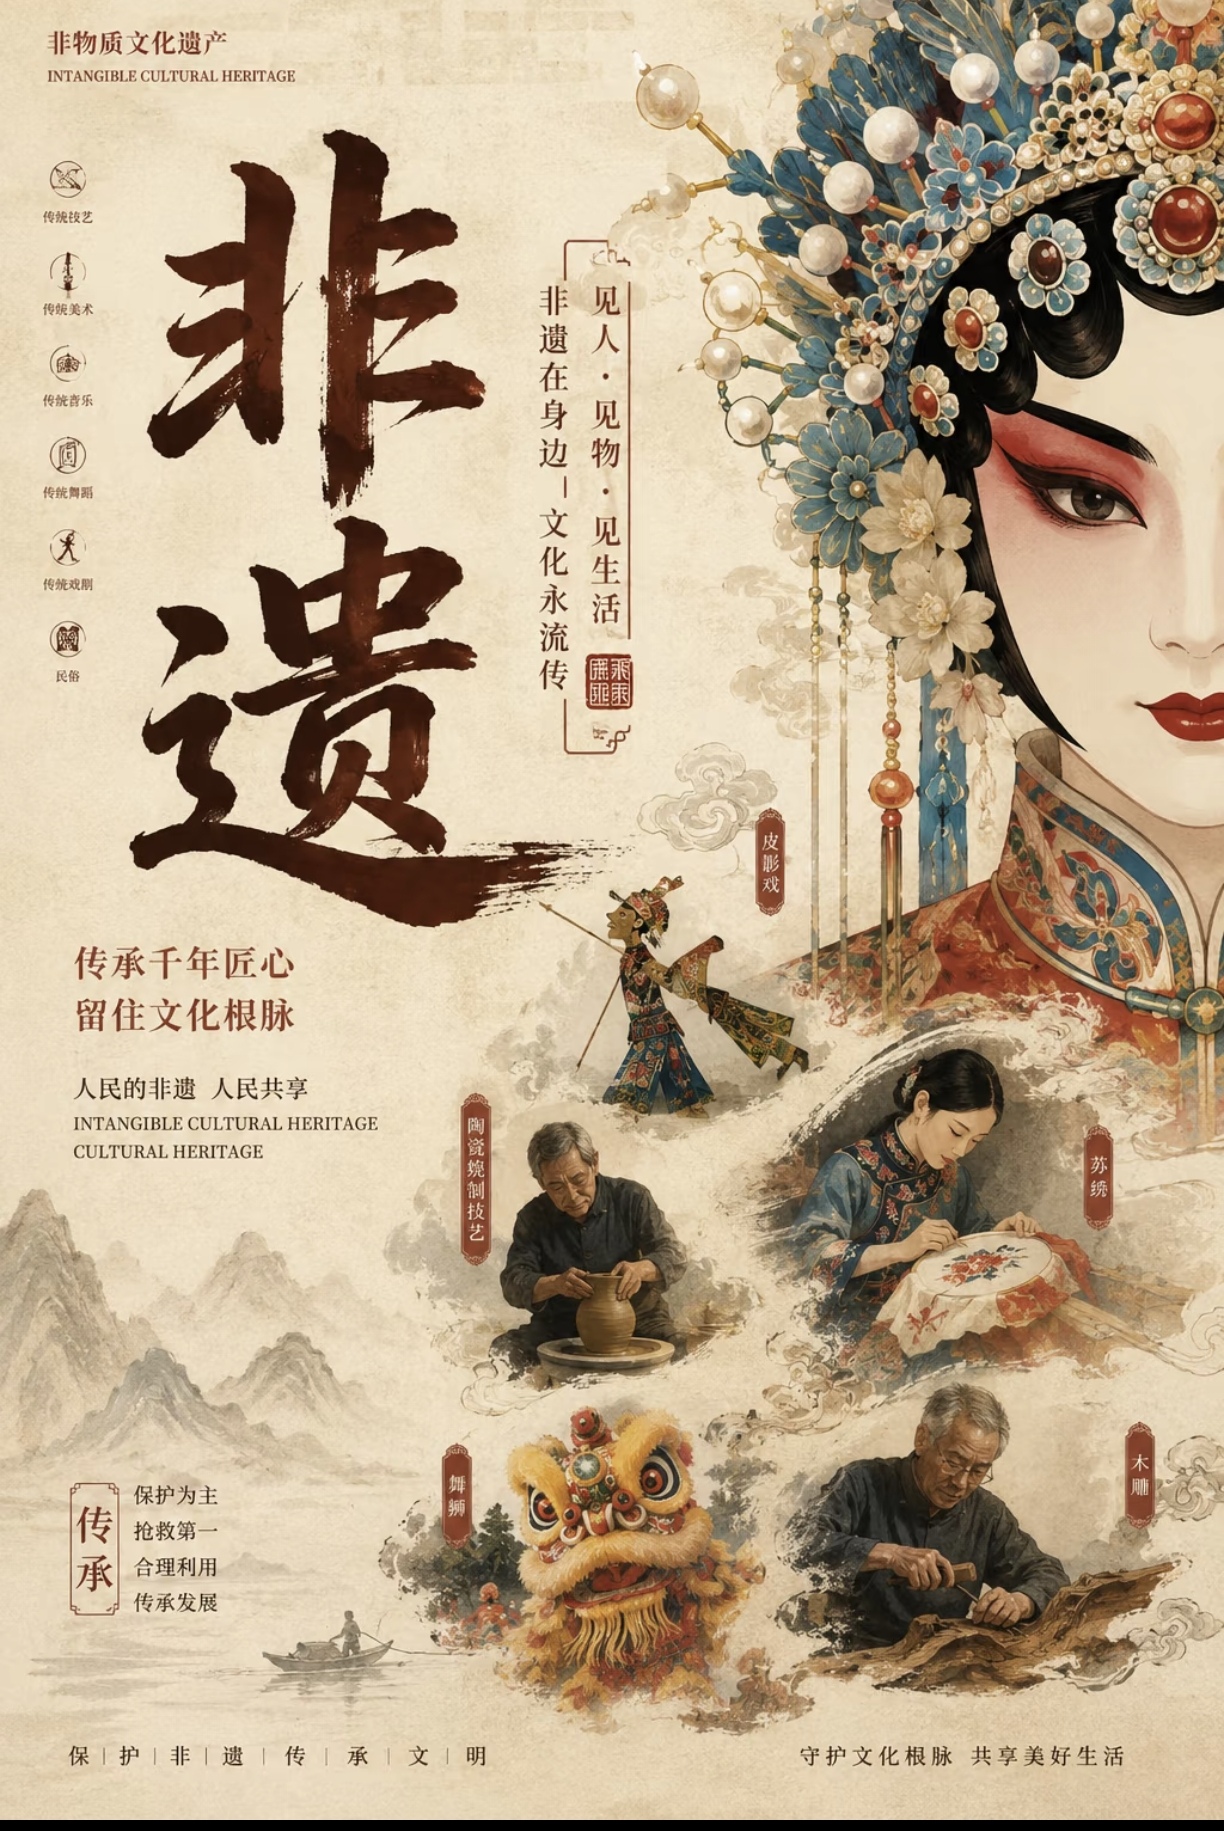 非物质文化遗产
INTANGIBLE CULTURAL HERITAGE
传统技艺
传统美术
传统音乐
传统舞蹈
传统戏剧
民俗
非遗
见人·见物·见生活
非遗在身边—文化永流传
皮影戏
传承千年匠心
留住文化根脉
人民的非遗 人民共享
INTANGIBLE CULTURAL HERITAGE
CULTURAL HERITAGE
陶瓷烧制技艺
苏绣
舞狮
木雕
传承
保护为主
抢救第一
合理利用
传承发展
保|护|非|遗|传|承|文|明
守护文化根脉 共享美好生活